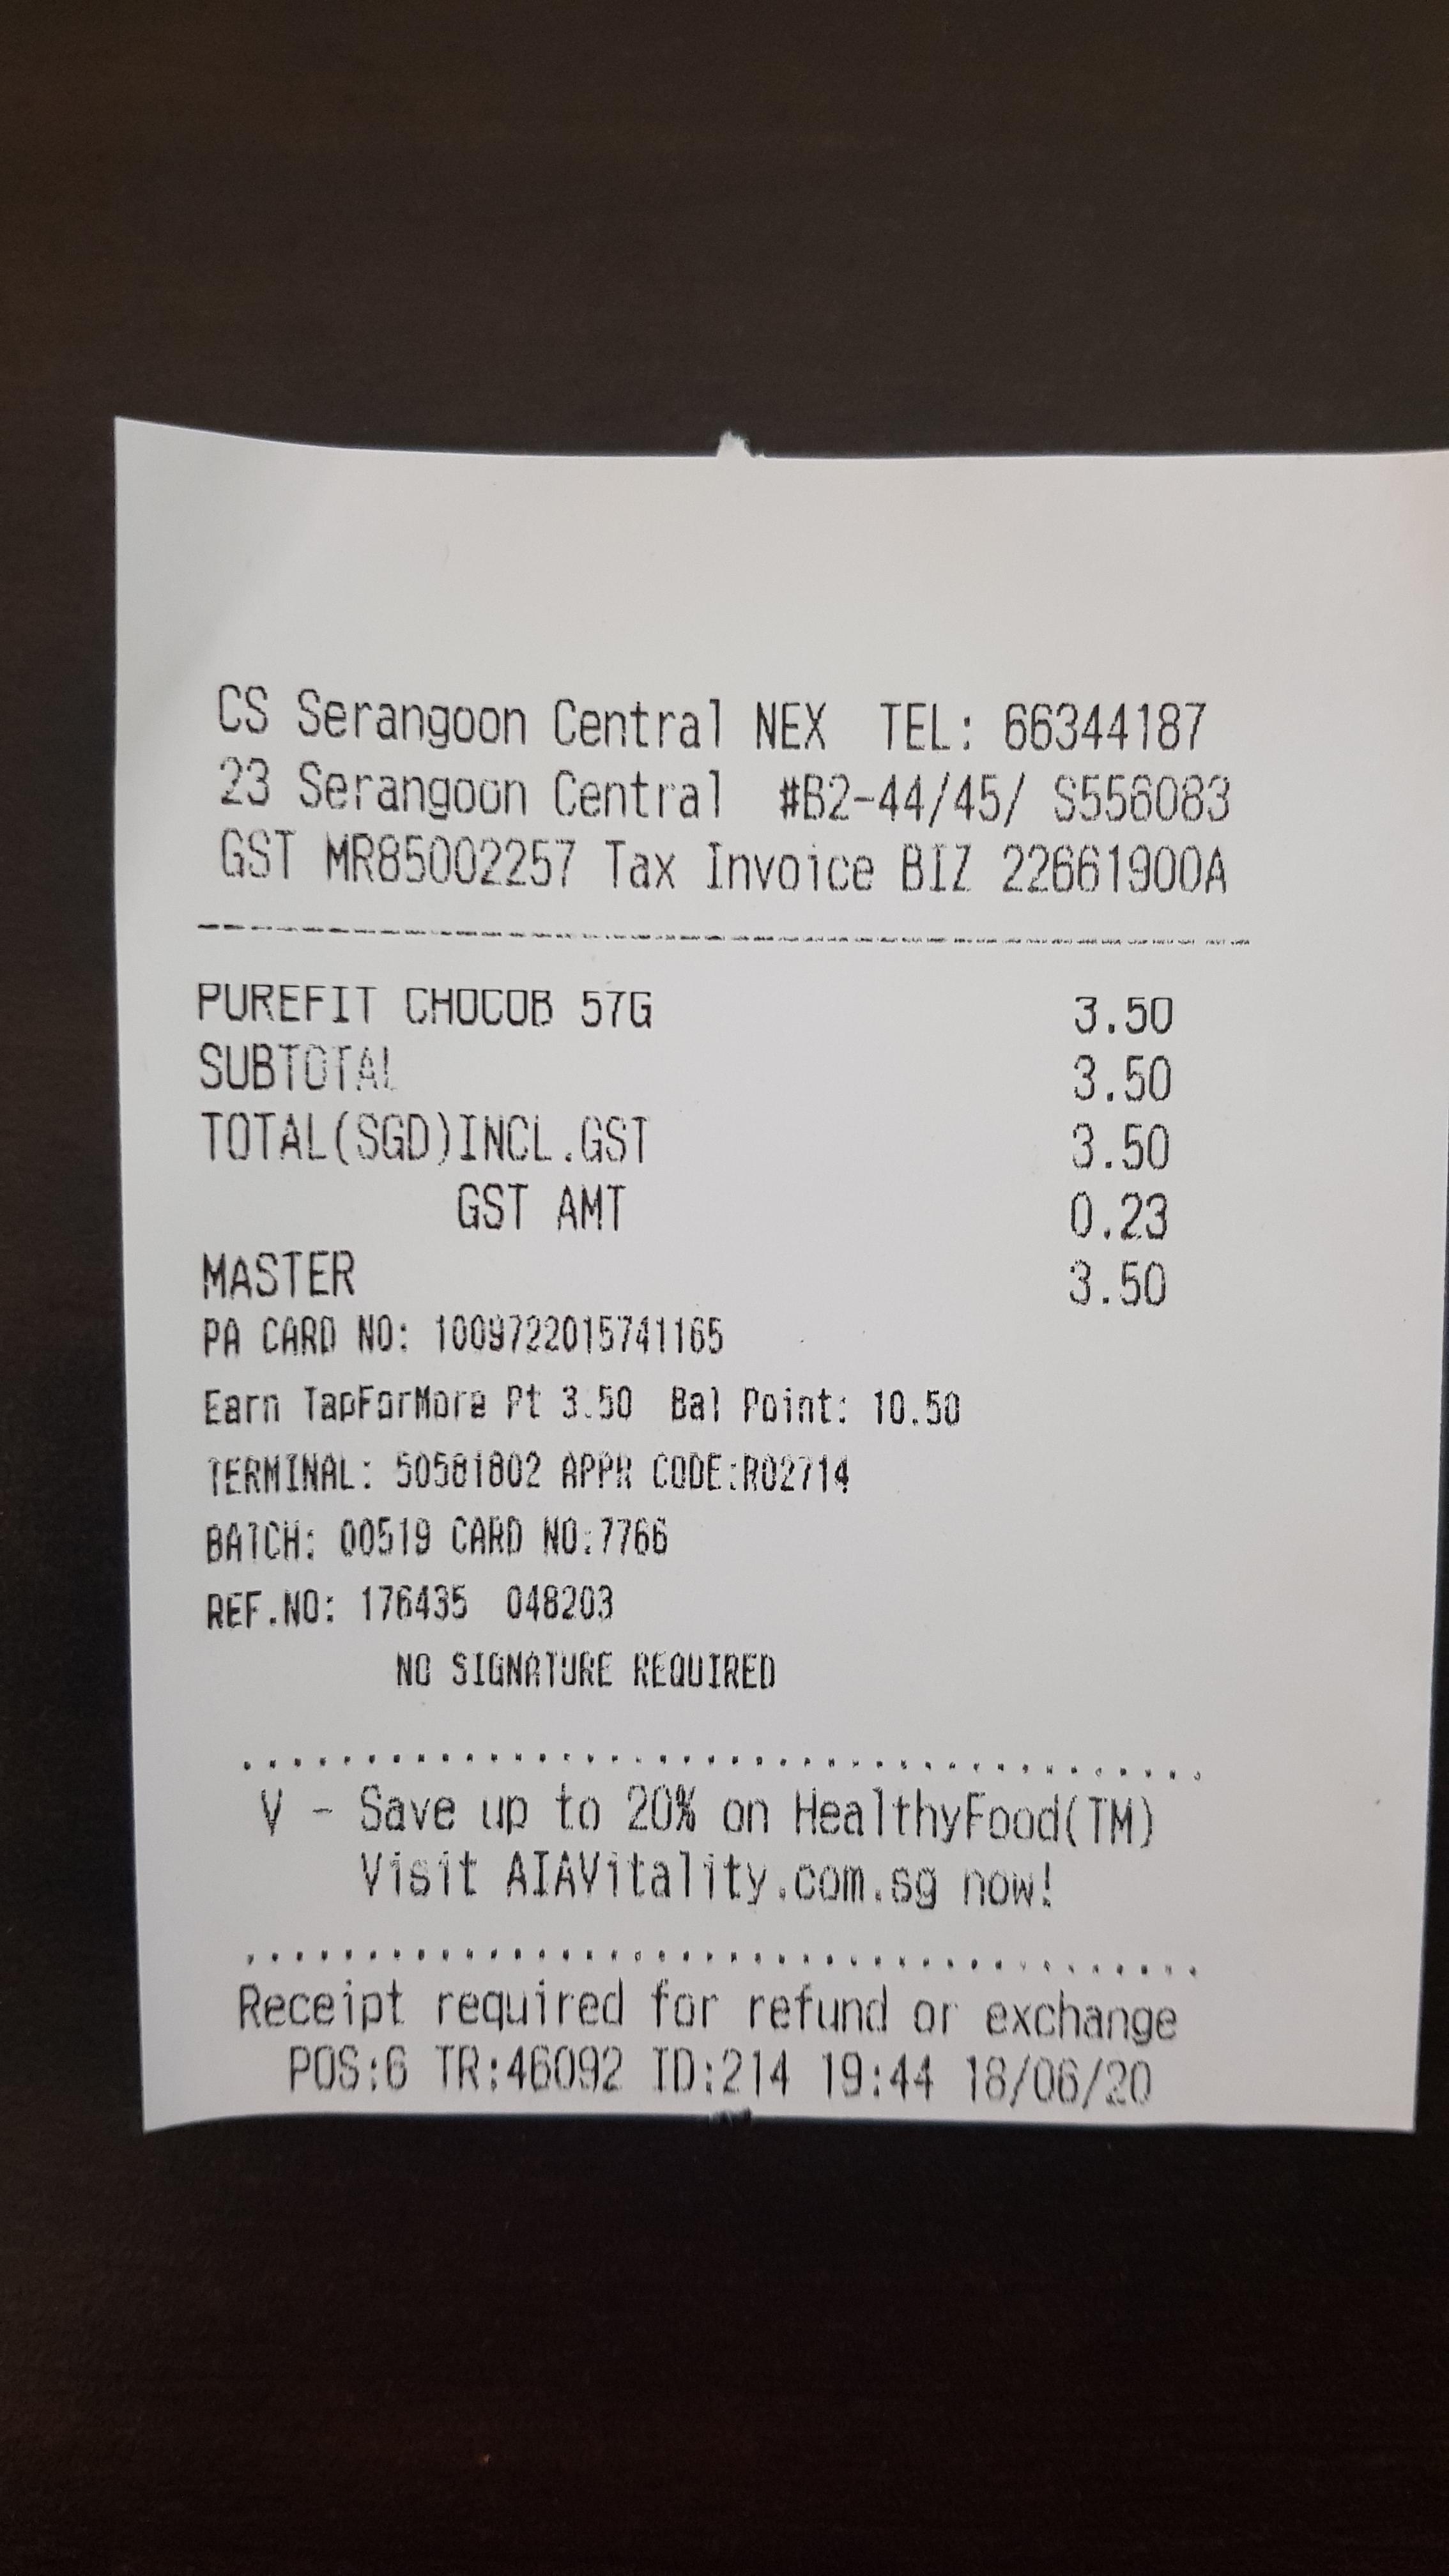 CS Serangoon Central NEX TEL: 66344187
23 Serangoon Central #B2-44/45/ S556083
GST MR85002257 Tax Invoice BIZ 22661900A
PUREFIT CHOCOB 57G 3.50
SUBTOTAL 3.50
TOTAL(SGD)INCL.GST 3.50
GST AMT 0.23
MASTER 3.50
PA CARD NO: 1009722015741165
Earn TapForMore Pt 3.50 Bal Point: 10.50
TERMINAL: 50581802 APPR CODE:R02714
BATCH: 00519 CARD NO:7766
REF.NO: 176435 048203
NO SIGNATURE REQUIRED
V - Save up to 20% on HealthyFood(TM)
Visit AIAVitality.com.sg now!
Receipt required for refund or exchange
POS:6 TR:46092 ID:214 19:44 18/06/20